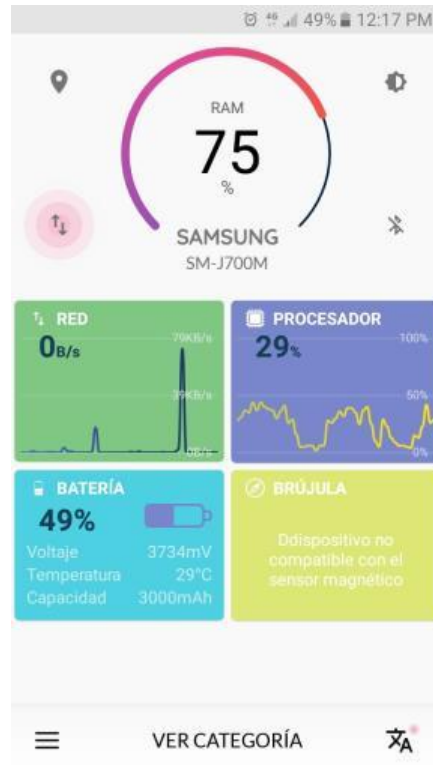 49% 12:17 PM
RAM
75
%
SAMSUNG
SM-J700M
RED
0B/s
79KB/s
39KB/s
0B/s
PROCESADOR
29%
100%
50%
0%
BATERÍA
49%
Voltaje 3734mV
Temperatura 29°C
Capacidad 3000mAh
BRÚJULA
Ddispositivo no
compatible con el
sensor magnético
VER CATEGORÍA